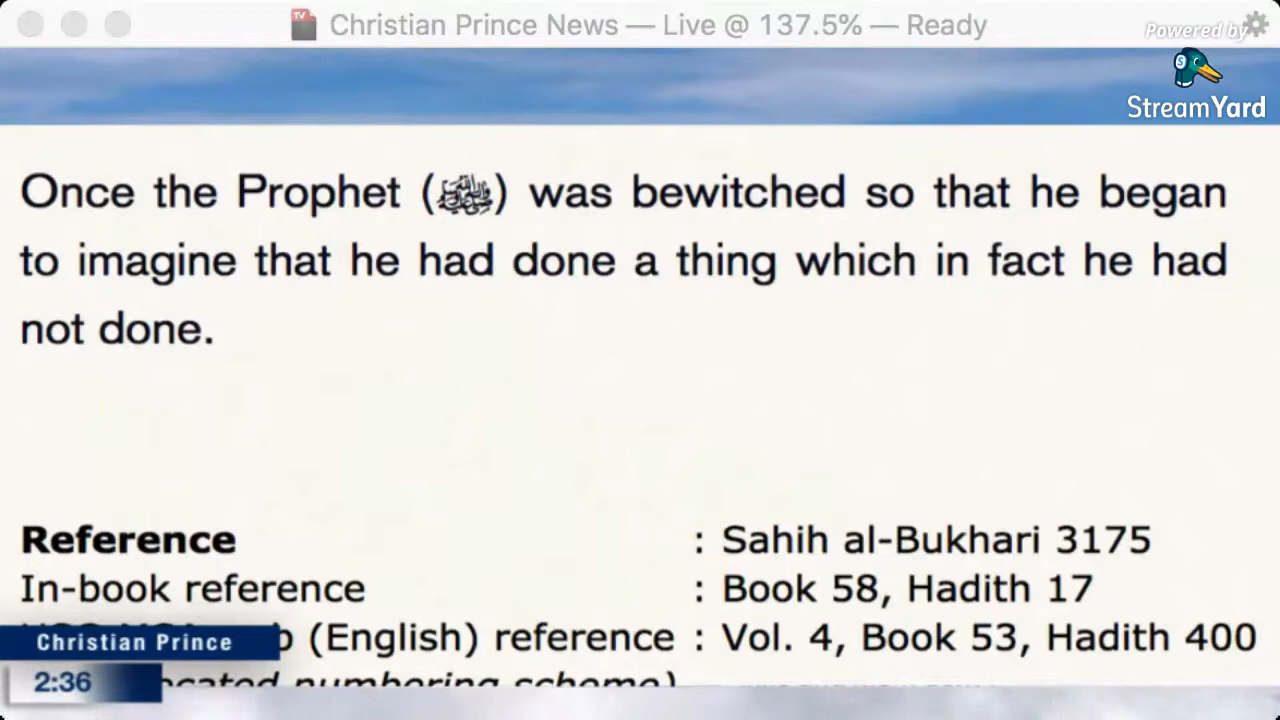 Christian Prince News — Live @ 137.5% — Ready
Powered by
StreamYard
Once the Prophet (ﷺ) was bewitched so that he began
to imagine that he had done a thing which in fact he had
not done.
Reference : Sahih al-Bukhari 3175
In-book reference : Book 58, Hadith 17
(English) reference : Vol. 4, Book 53, Hadith 400
Christian Prince
numbering scheme)
2:36